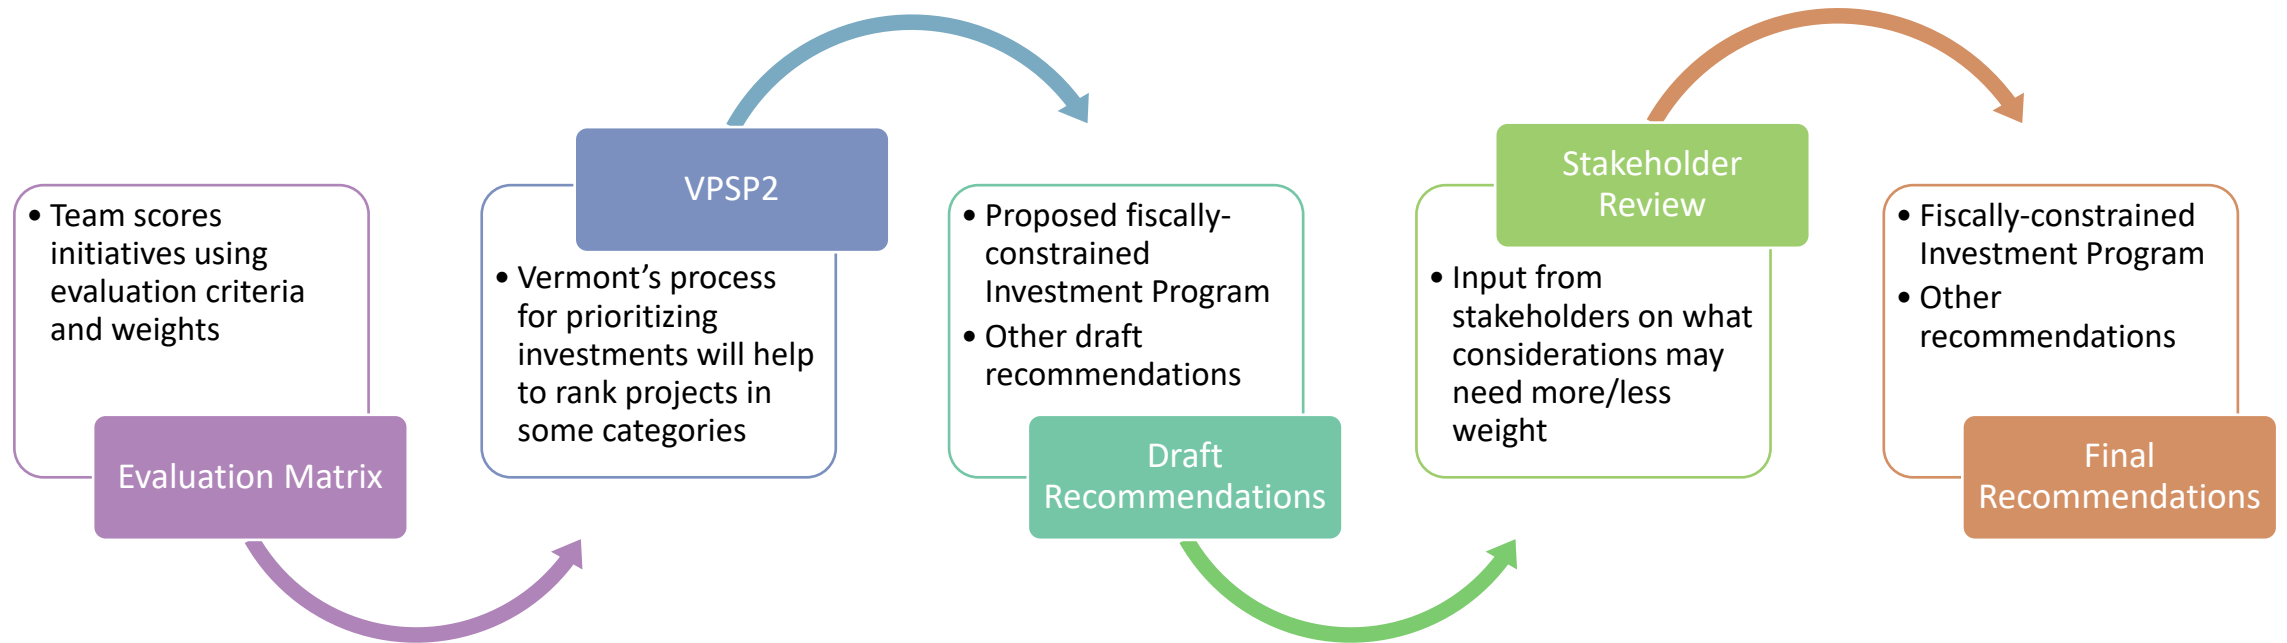 • Team scores
initiatives using
evaluation criteria
and weights
Evaluation Matrix
VPSP2
• Vermont’s process
for prioritizing
investments will help
to rank projects in
some categories
• Proposed fiscally-
constrained
Investment Program
• Other draft
recommendations
Draft
Recommendations
Stakeholder
Review
• Input from
stakeholders on what
considerations may
need more/less
weight
• Fiscally-constrained
Investment Program
• Other
recommendations
Final
Recommendations